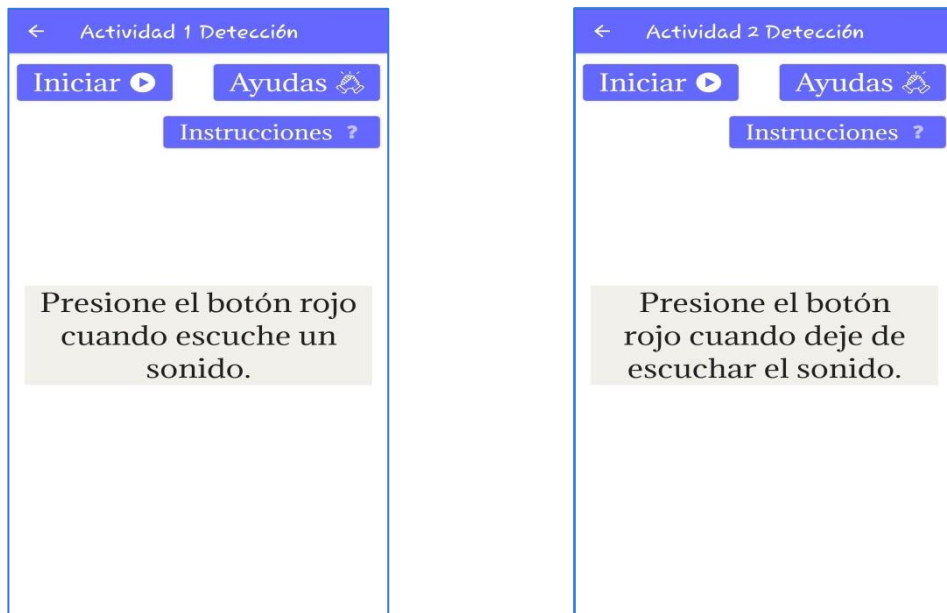 Actividad 1 Detección
Iniciar
Ayudas
Instrucciones ?
Presione el botón rojo
cuando escuche un
sonido.
Actividad 2 Detección
Iniciar
Ayudas
Instrucciones ?
Presione el botón
rojo cuando deje de
escuchar el sonido.